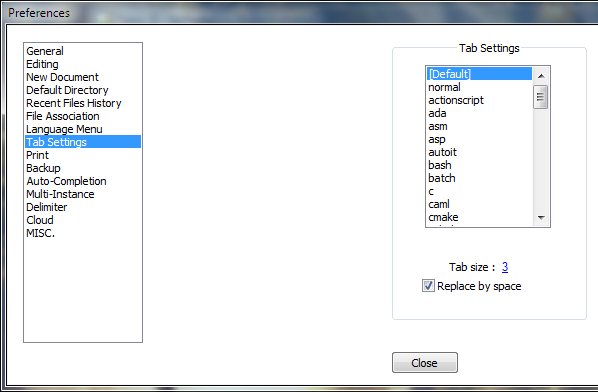 Preferences
General
Editing
New Document
Default Directory
Recent Files History
File Association
Language Menu
Tab Settings
Print
Backup
Auto-Completion
Multi-Instance
Delimiter
Cloud
MISC.
Tab Settings
[Default]
normal
actionscript
ada
asm
asp
autoit
bash
batch
c
caml
cmake
Tab size : 3
Replace by space
Close